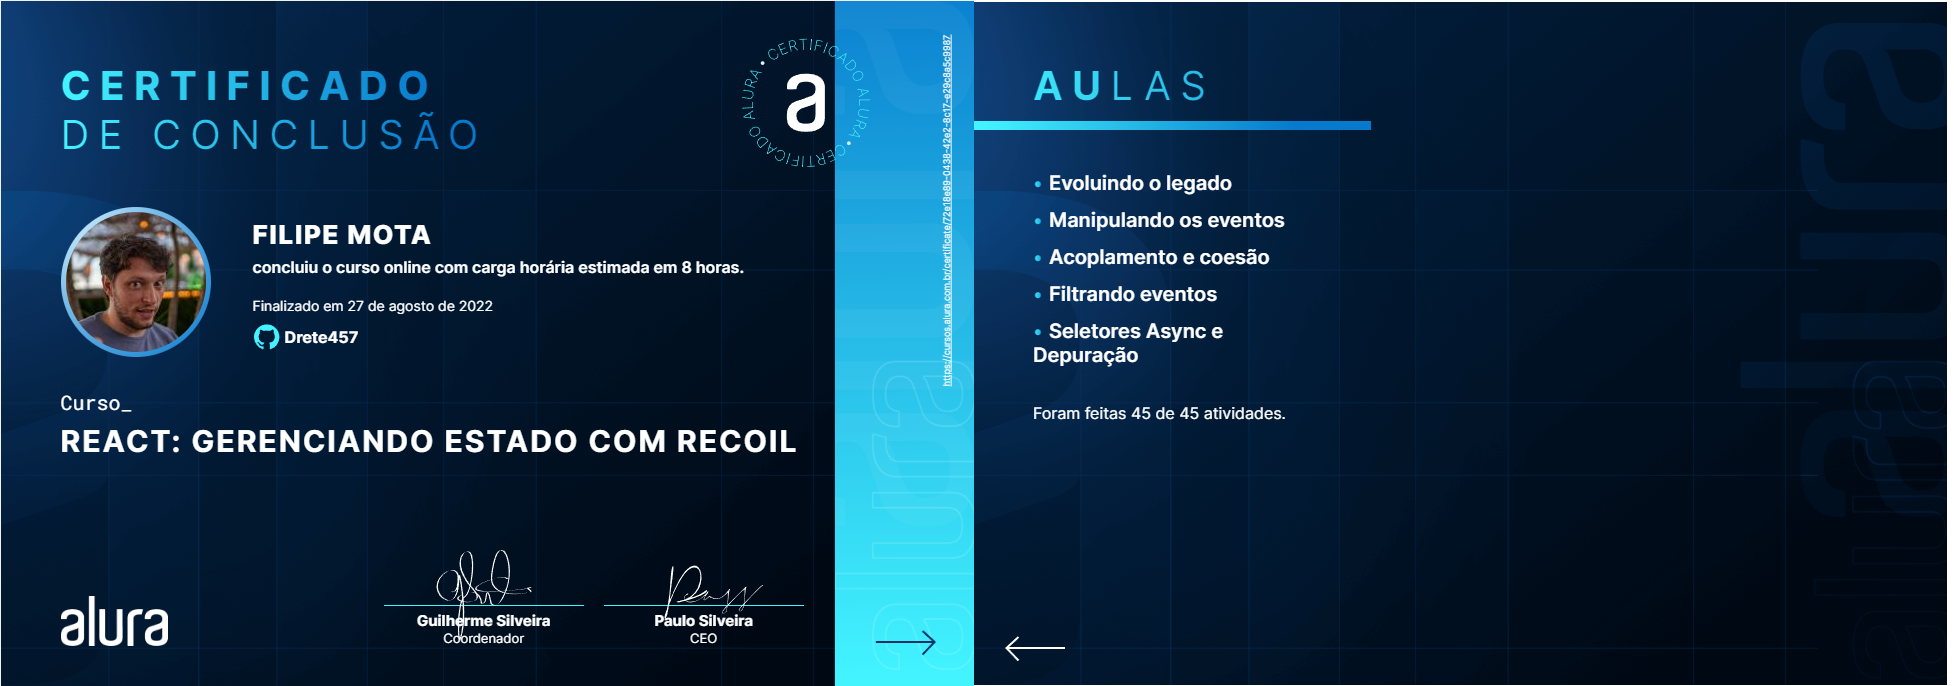 CERTIFICADO
DE CONCLUSÃO
CERTIFICADO ALURA • CERTIFICADO ALURA •
a
FILIPE MOTA
concluiu o curso online com carga horária estimada em 8 horas.
Finalizado em 27 de agosto de 2022
Drete457
Curso_
REACT: GERENCIANDO ESTADO COM RECOIL
alura
Guilherme Silveira
Coordenador
Paulo Silveira
CEO
https://cursos.alura.com.br/certificate/72e18e89-0438-42e2-8c17-e29c8a5c9987
alura
AULAS
• Evoluindo o legado
• Manipulando os eventos
• Acoplamento e coesão
• Filtrando eventos
• Seletores Async e
Depuração
Foram feitas 45 de 45 atividades.
alura
alura